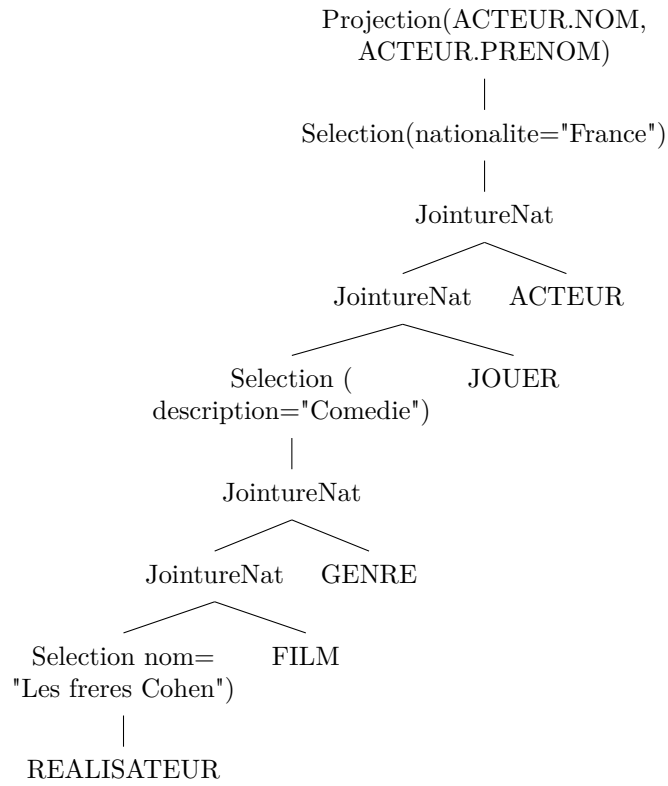 Projection(ACTEUR.NOM,
ACTEUR.PRENOM)
Selection(nationalite="France")
JointureNat
JointureNat ACTEUR
Selection ( JOUER
description="Comedie")
JointureNat
JointureNat GENRE
Selection nom= FILM
"Les freres Cohen")
REALISATEUR